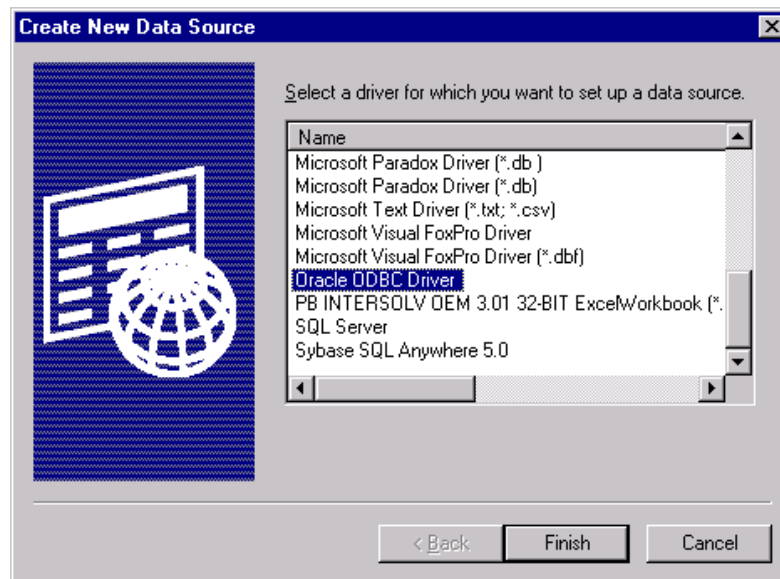 Create New Data Source
Select a driver for which you want to set up a data source.
Name
Microsoft Paradox Driver (*.db )
Microsoft Paradox Driver (*.db)
Microsoft Text Driver (*.txt; *.csv)
Microsoft Visual FoxPro Driver
Microsoft Visual FoxPro Driver (*.dbf)
Oracle ODBC Driver
PB INTERSOLV OEM 3.01 32-BIT ExcelWorkbook (*.
SQL Server
Sybase SQL Anywhere 5.0
< Back
Finish
Cancel